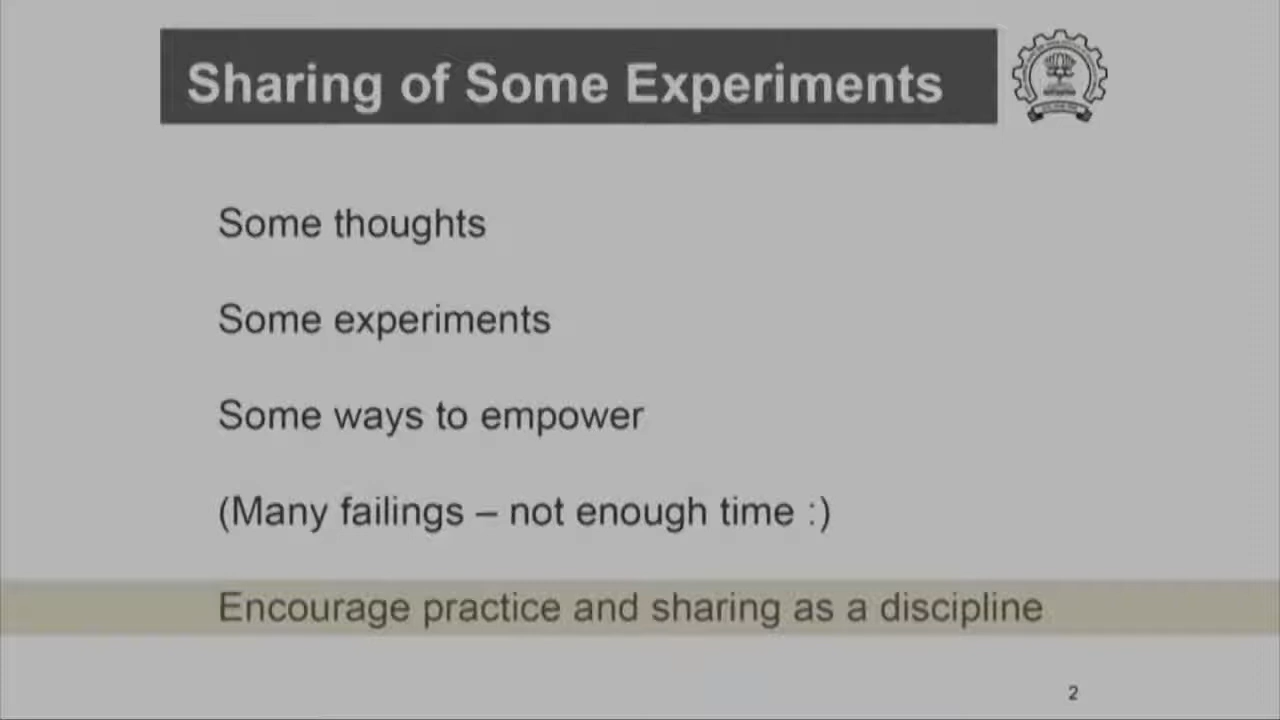 Sharing of Some Experiments
Some thoughts
Some experiments
Some ways to empower
(Many failings – not enough time :)
Encourage practice and sharing as a discipline
2